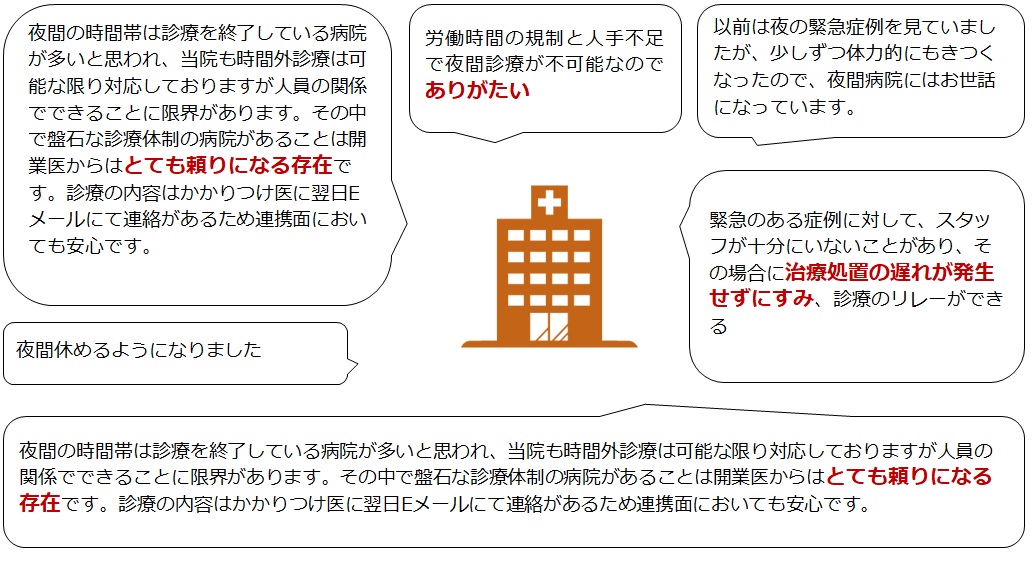 夜間の時間帯は診療を終了している病院
が多いと思われ、当院も時間外診療は可
能な限り対応しておりますが人員の関係
でできることに限界があります。その中
で盤石な診療体制の病院があることは開
業医からはとても頼りになる存在で
す。診療の内容はかかりつけ医に翌日E
メールにて連絡があるため連携面におい
ても安心です。
労働時間の規制と人手不足
で夜間診療が不可能なので
ありがたい
以前は夜の緊急症例を見ていまし
たが、少しずつ体力的にもきつく
なったので、夜間病院にはお世話
になっています。
緊急のある症例に対して、スタッ
フが十分にいないことがあり、そ
の場合に治療処置の遅れが発生
せずにすみ、診療のリレーができ
る
夜間休めるようになりました
夜間の時間帯は診療を終了している病院が多いと思われ、当院も時間外診療は可能な限り対応しておりますが人員の
関係でできることに限界があります。その中で盤石な診療体制の病院があることは開業医からはとても頼りになる
存在です。診療の内容はかかりつけ医に翌日Eメールにて連絡があるため連携面においても安心です。